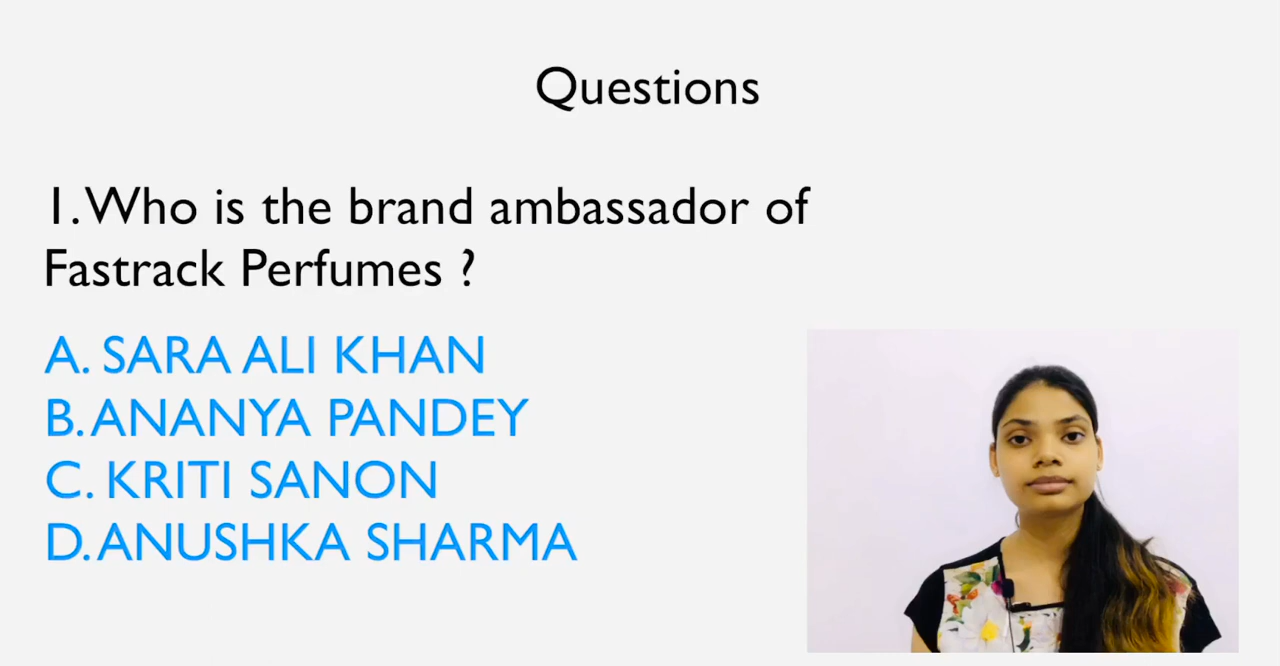 Questions
1. Who is the brand ambassador of
Fastrack Perfumes ?
A. SARA ALI KHAN
B. ANANYA PANDEY
C. KRITI SANON
D. ANUSHKA SHARMA